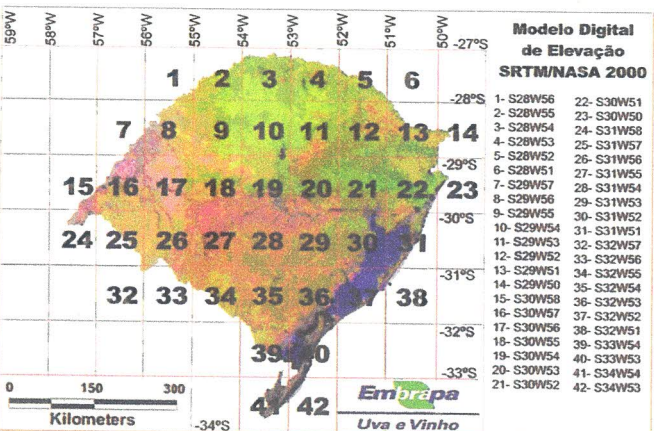 59°W 58°W 57°W 56°W 55°W 54°W 53°W 52°W 51°W 50°W
-27°S
-28°S
-29°S
-30°S
-31°S
-32°S
-33°S
-34°S
1 2 3 4 5 6
7 8 9 10 11 12 13 14
15 16 17 18 19 20 21 22 23
24 25 26 27 28 29 30 31
32 33 34 35 36 37 38
39 40
41 42
0 150 300
Kilometers
Embrapa
Uva e Vinho
Modelo Digital
de Elevação
SRTM/NASA 2000
1- S28W56
2- S28W55
3- S28W54
4- S28W53
5- S28W52
6- S28W51
7- S29W57
8- S29W56
9- S29W55
10- S29W54
11- S29W53
12- S29W52
13- S29W51
14- S29W50
15- S30W58
16- S30W57
17- S30W56
18- S30W55
19- S30W54
20- S30W53
21- S30W52
22- S30W51
23- S30W50
24- S31W58
25- S31W57
26- S31W56
27- S31W55
28- S31W54
29- S31W53
30- S31W52
31- S31W51
32- S32W57
33- S32W56
34- S32W55
35- S32W54
36- S32W53
37- S32W52
38- S32W51
39- S33W54
40- S33W53
41- S34W54
42- S34W53